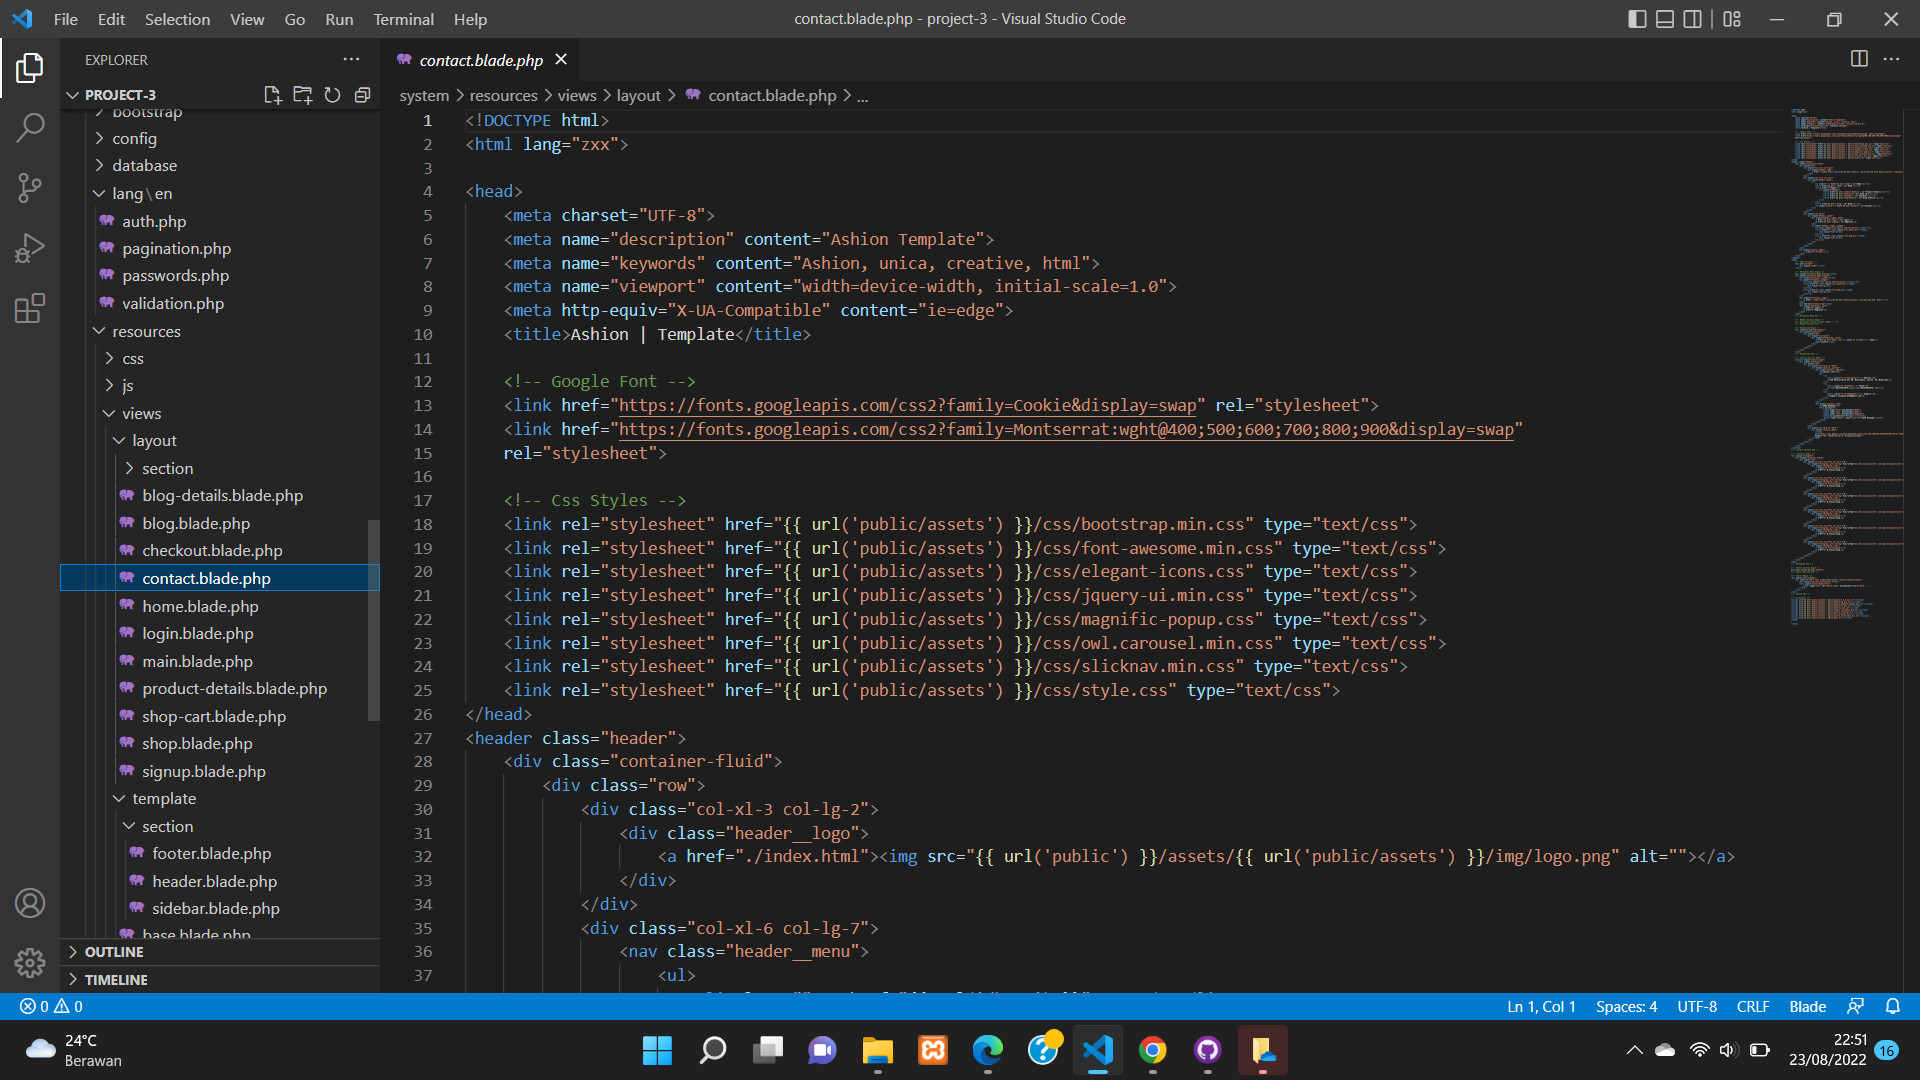 File Edit Selection View Go Run Terminal Help
contact.blade.php - project-3 - Visual Studio Code
EXPLORER
PROJECT-3
bootstrap
config
database
lang\en
auth.php
pagination.php
passwords.php
validation.php
resources
css
js
views
layout
section
blog-details.blade.php
blog.blade.php
checkout.blade.php
contact.blade.php
home.blade.php
login.blade.php
main.blade.php
product-details.blade.php
shop-cart.blade.php
shop.blade.php
signup.blade.php
template
section
footer.blade.php
header.blade.php
sidebar.blade.php
base.blade.php
OUTLINE
TIMELINE
contact.blade.php
system > resources > views > layout > contact.blade.php > ...
1 <!DOCTYPE html>
2 <html lang="zxx">
3
4 <head>
5 <meta charset="UTF-8">
6 <meta name="description" content="Ashion Template">
7 <meta name="keywords" content="Ashion, unica, creative, html">
8 <meta name="viewport" content="width=device-width, initial-scale=1.0">
9 <meta http-equiv="X-UA-Compatible" content="ie=edge">
10 <title>Ashion | Template</title>
11
12 <!-- Google Font -->
13 <link href="https://fonts.googleapis.com/css2?family=Cookie&display=swap" rel="stylesheet">
14 <link href="https://fonts.googleapis.com/css2?family=Montserrat:wght@400;500;600;700;800;900&display=swap"
15 rel="stylesheet">
16
17 <!-- Css Styles -->
18 <link rel="stylesheet" href="{{ url('public/assets') }}/css/bootstrap.min.css" type="text/css">
19 <link rel="stylesheet" href="{{ url('public/assets') }}/css/font-awesome.min.css" type="text/css">
20 <link rel="stylesheet" href="{{ url('public/assets') }}/css/elegant-icons.css" type="text/css">
21 <link rel="stylesheet" href="{{ url('public/assets') }}/css/jquery-ui.min.css" type="text/css">
22 <link rel="stylesheet" href="{{ url('public/assets') }}/css/magnific-popup.css" type="text/css">
23 <link rel="stylesheet" href="{{ url('public/assets') }}/css/owl.carousel.min.css" type="text/css">
24 <link rel="stylesheet" href="{{ url('public/assets') }}/css/slicknav.min.css" type="text/css">
25 <link rel="stylesheet" href="{{ url('public/assets') }}/css/style.css" type="text/css">
26 </head>
27 <header class="header">
28 <div class="container-fluid">
29 <div class="row">
30 <div class="col-xl-3 col-lg-2">
31 <div class="header__logo">
32 <a href="./index.html"><img src="{{ url('public') }}/assets/{{ url('public/assets') }}/img/logo.png" alt=""></a>
33 </div>
34 </div>
35 <div class="col-xl-6 col-lg-7">
36 <nav class="header__menu">
37 <ul>
0 0
Ln 1, Col 1 Spaces: 4 UTF-8 CRLF Blade
24°C
Berawan
22:51
23/08/2022
16